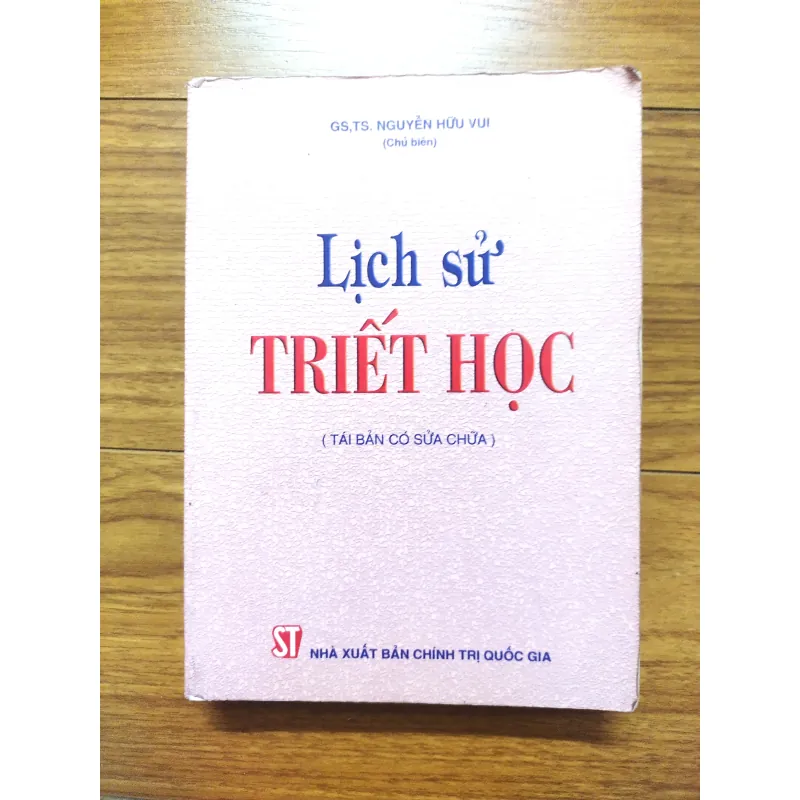 GS,TS. NGUYỄN HỮU VUI
(Chủ biên)
Lịch sử
TRIẾT HỌC
( TÁI BẢN CÓ SỬA CHỮA )
ST NHÀ XUẤT BẢN CHÍNH TRỊ QUỐC GIA